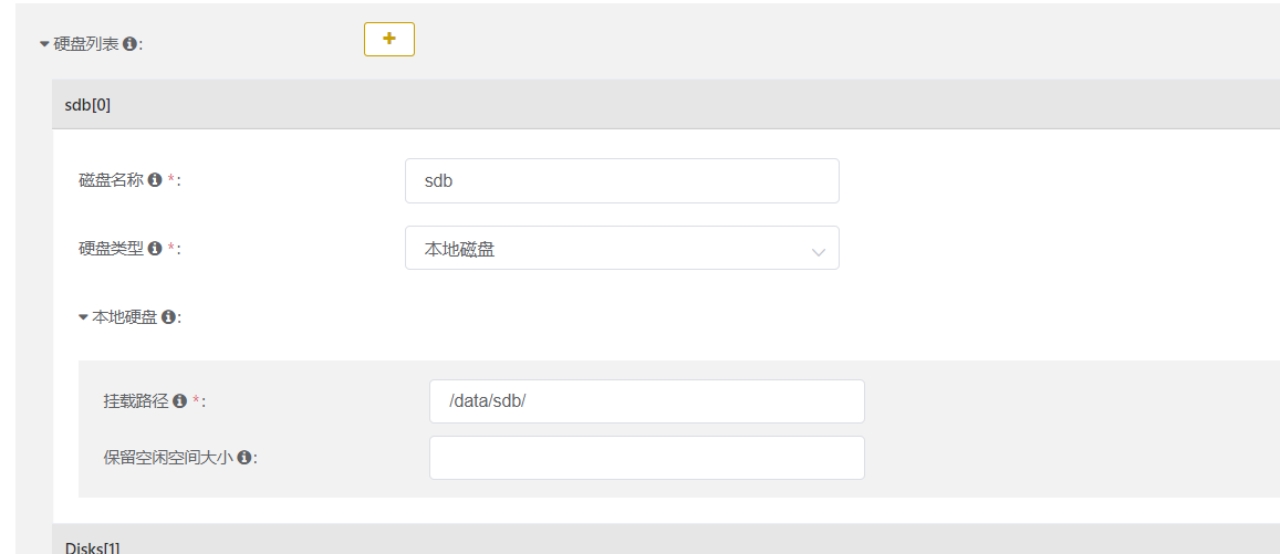 硬盘列表 :
+
sdb[0]
磁盘名称 * : sdb
硬盘类型 * : 本地磁盘
本地硬盘 :
挂载路径 * : /data/sdb/
保留空闲空间大小 :
Disks[1]